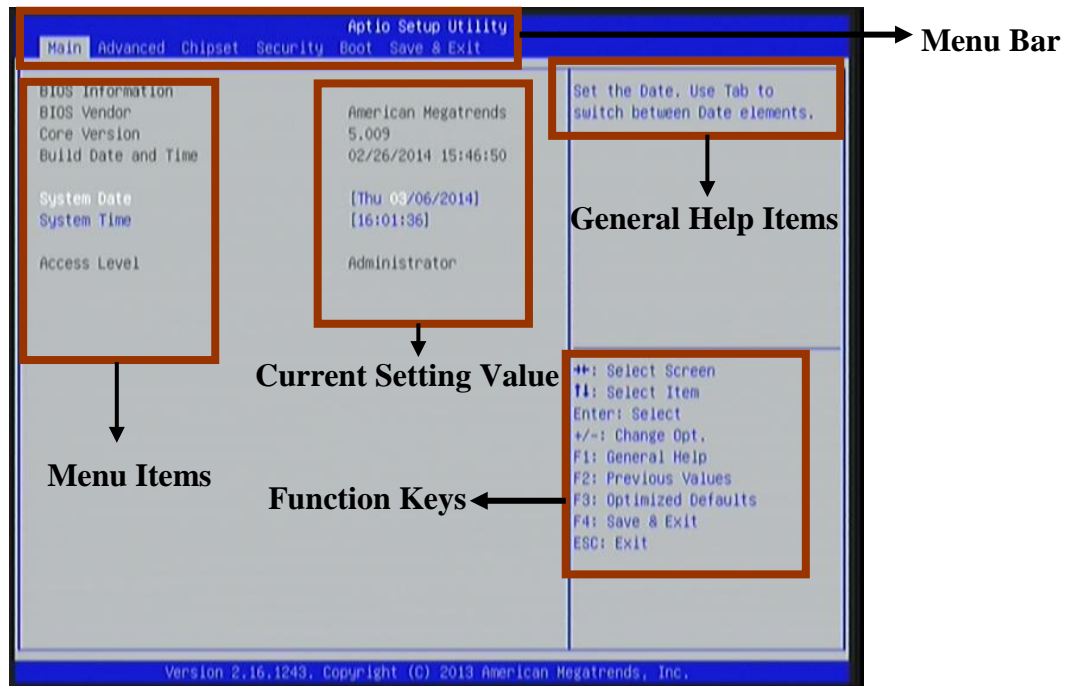 Aptio Setup Utility
Main Advanced Chipset Security Boot Save & Exit
Menu Bar
BIOS Information
BIOS Vendor American Megatrends
Core Version 5.009
Build Date and Time 02/26/2014 15:46:50
System Date [Thu 03/06/2014]
System Time [16:01:36]
Access Level Administrator
Set the Date. Use Tab to
switch between Date elements.
General Help Items
Current Setting Value
Menu Items
Function Keys
→←: Select Screen
↑↓: Select Item
Enter: Select
+/-: Change Opt.
F1: General Help
F2: Previous Values
F3: Optimized Defaults
F4: Save & Exit
ESC: Exit
Version 2.16.1243. Copyright (C) 2013 American Megatrends, Inc.